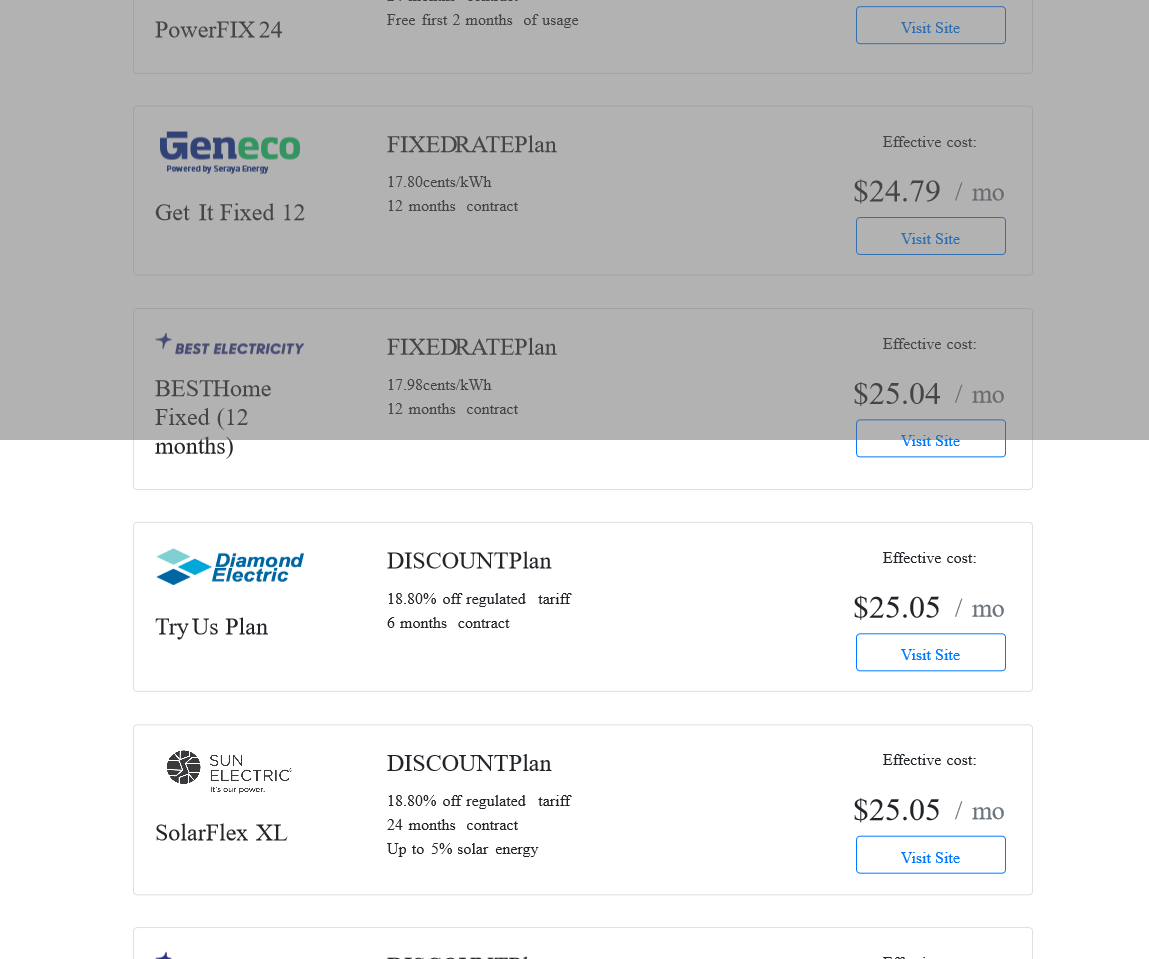 Free first 2 months of usage
PowerFIX 24
Visit Site
Geneco
Powered by Seraya Energy
Get It Fixed 12
FIXEDRATEPlan
17.80cents/kWh
12 months contract
Effective cost:
$24.79 / mo
Visit Site
BEST ELECTRICITY
BESTHome
Fixed (12
months)
FIXEDRATEPlan
17.98cents/kWh
12 months contract
Effective cost:
$25.04 / mo
Visit Site
Diamond
Electric
Try Us Plan
DISCOUNTPlan
18.80% off regulated tariff
6 months contract
Effective cost:
$25.05 / mo
Visit Site
SUN
ELECTRIC
It's our power.
SolarFlex XL
DISCOUNTPlan
18.80% off regulated tariff
24 months contract
Up to 5% solar energy
Effective cost:
$25.05 / mo
Visit Site